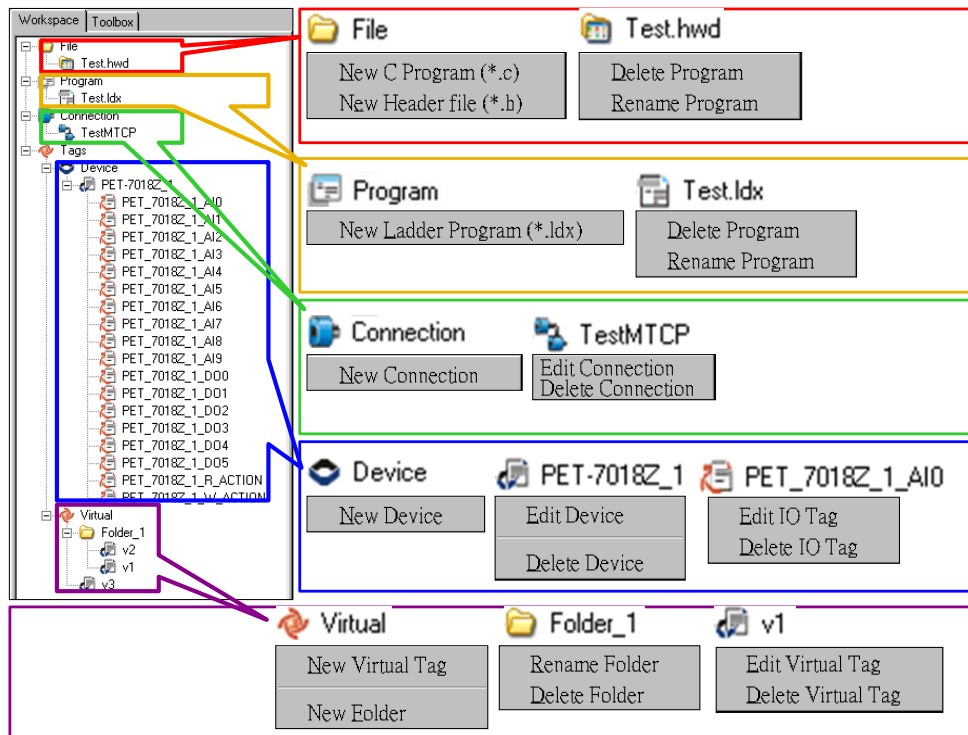 Workspace
Toolbox
File
Test.hwd
Program
Test.ldx
Connection
TestMTCP
Tags
Device
PET-7018Z_1
PET_7018Z_1_AI0
PET_7018Z_1_AI1
PET_7018Z_1_AI2
PET_7018Z_1_AI3
PET_7018Z_1_AI4
PET_7018Z_1_AI5
PET_7018Z_1_AI6
PET_7018Z_1_AI7
PET_7018Z_1_AI8
PET_7018Z_1_AI9
PET_7018Z_1_DO0
PET_7018Z_1_DO1
PET_7018Z_1_DO2
PET_7018Z_1_DO3
PET_7018Z_1_DO4
PET_7018Z_1_DO5
PET_7018Z_1_R_ACTION
PET_7018Z_1_W_ACTION
Virtual
Folder_1
v2
v1
v3
File
New C Program (*.c)
New Header file (*.h)
Test.hwd
Delete Program
Rename Program
Program
New Ladder Program (*.ldx)
Test.ldx
Delete Program
Rename Program
Connection
New Connection
TestMTCP
Edit Connection
Delete Connection
Device
New Device
PET-7018Z_1
Edit Device
Delete Device
PET_7018Z_1_AI0
Edit IO Tag
Delete IO Tag
Virtual
New Virtual Tag
New Folder
Folder_1
Rename Folder
Delete Folder
v1
Edit Virtual Tag
Delete Virtual Tag